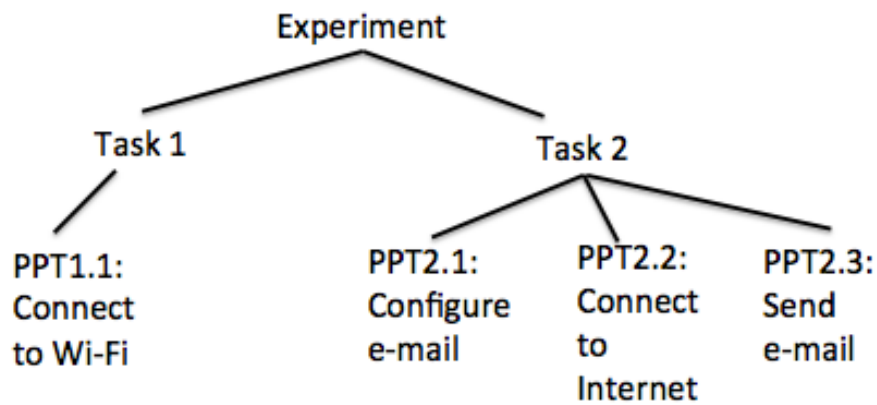 Experiment
Task 1
Task 2
PPT1.1:
Connect
to Wi-Fi
PPT2.1:
Configure
e-mail
PPT2.2:
Connect
to
Internet
PPT2.3:
Send
e-mail